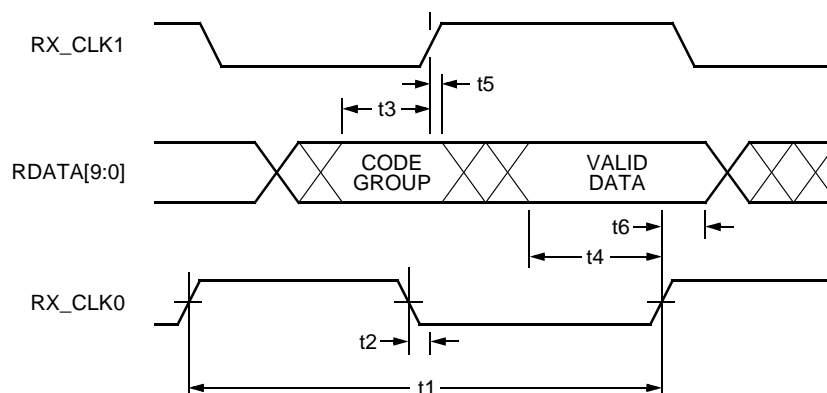 RX_CLK1
t5
t3
RDATA[9:0]
CODE
GROUP
VALID
DATA
t6
t4
RX_CLK0
t2
t1